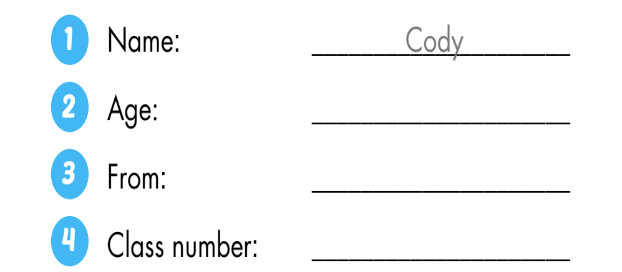 1 Name: Cody
2 Age:
3 From:
4 Class number: